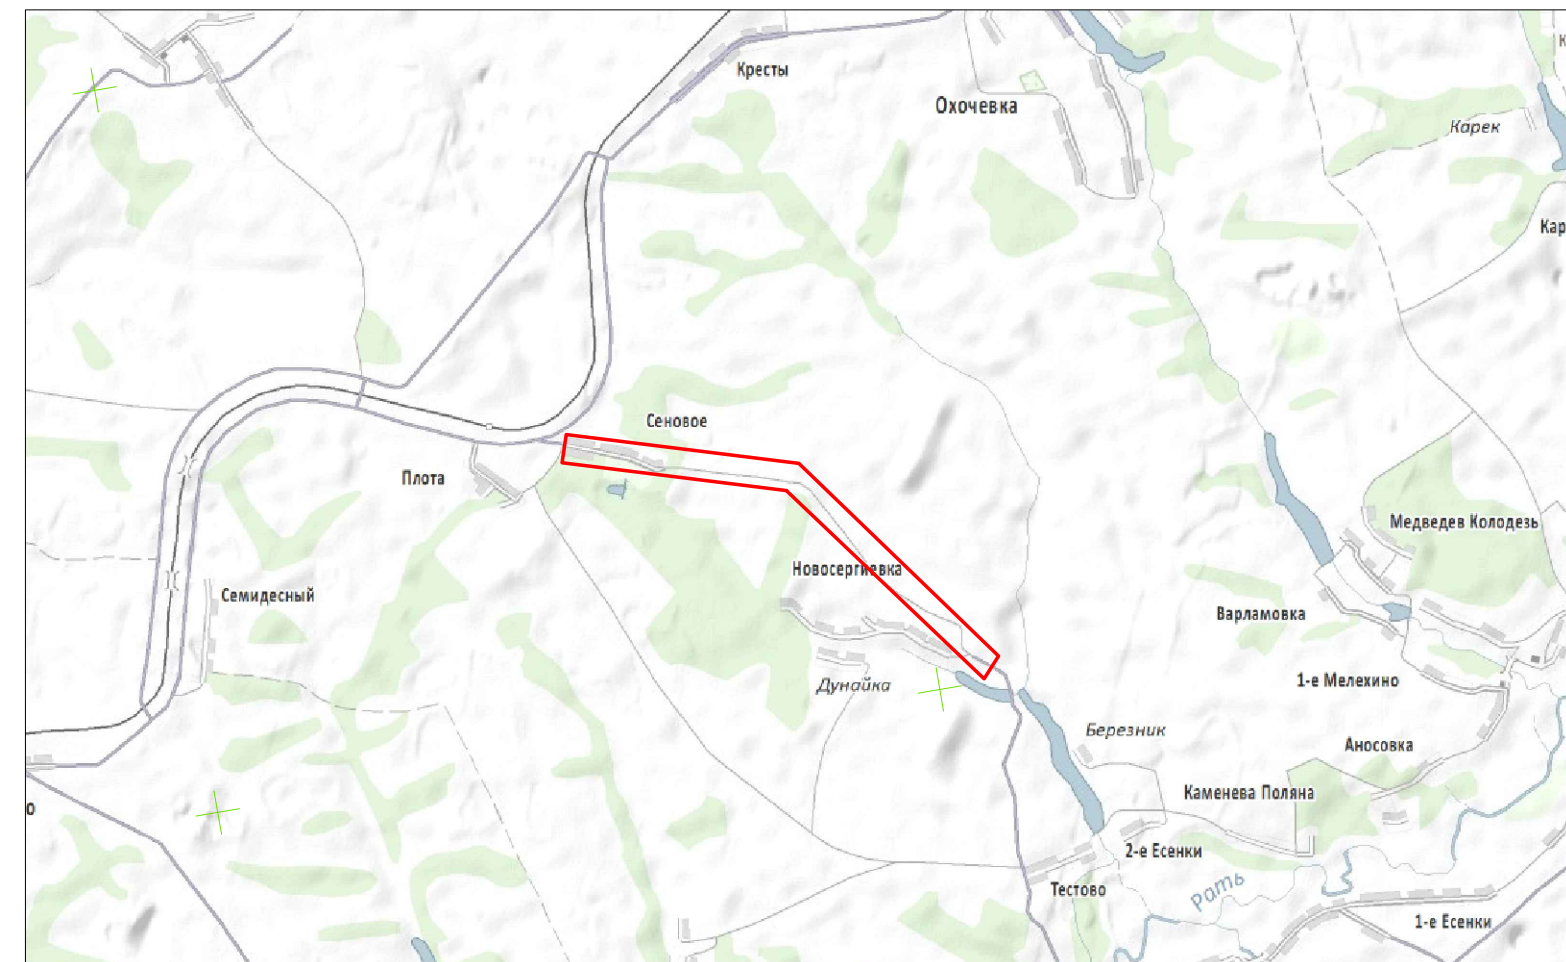 Кресты
Охочевка
Карек
Кар
Сеновое
Плота
Медведев Колодезь
Новосергиевка
Семидесный
Варламовка
1-е Мелехино
Дунайка
Березник
Аносовка
Каменева Поляна
о
2-е Есенки
Тестово
Рать
1-е Есенки